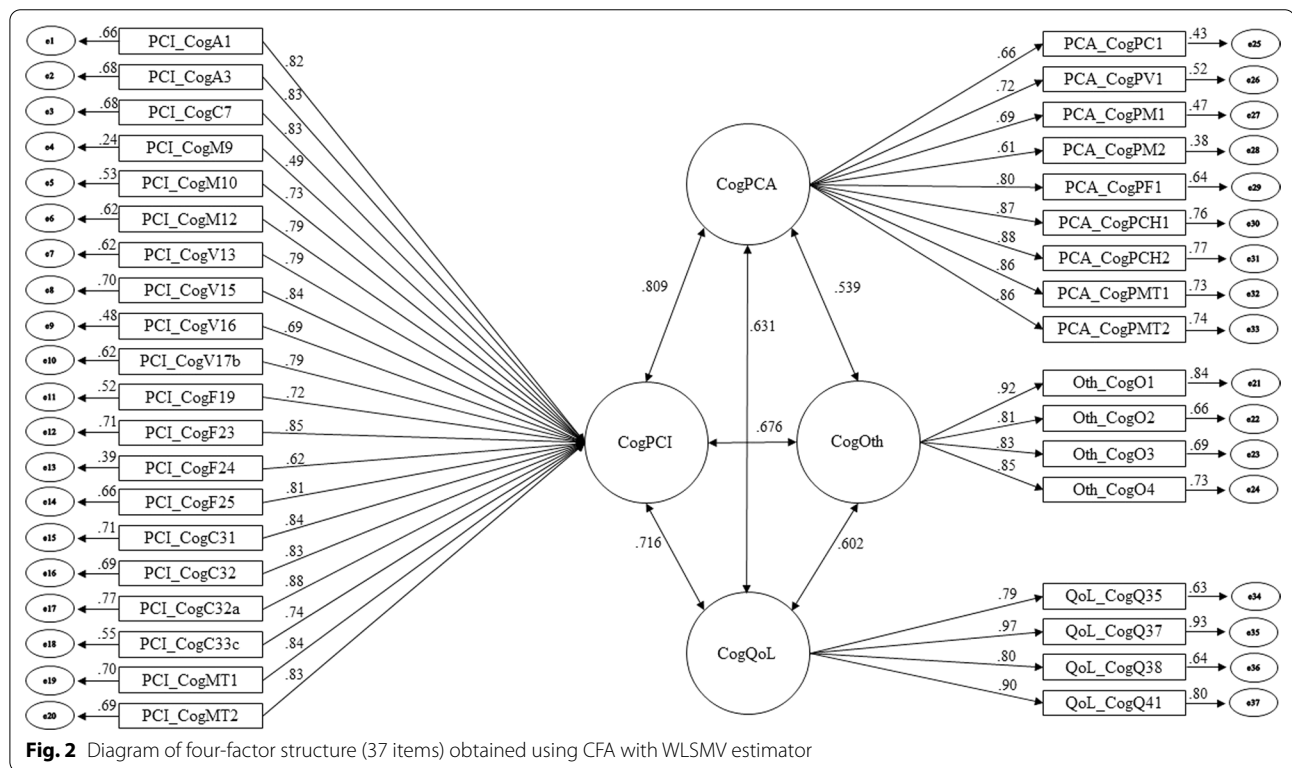 e1 .66 PCI_CogA1 .82
e2 .68 PCI_CogA3 .83
e3 .68 PCI_CogC7 .83
e4 .24 PCI_CogM9 .49
e5 .53 PCI_CogM10 .73
e6 .62 PCI_CogM12 .79
e7 .62 PCI_CogV13 .79
e8 .70 PCI_CogV15 .84
e9 .48 PCI_CogV16 .69
e10 .62 PCI_CogV17b .79
e11 .52 PCI_CogF19 .72
e12 .71 PCI_CogF23 .85
e13 .39 PCI_CogF24 .62
e14 .66 PCI_CogF25 .81
e15 .71 PCI_CogC31 .84
e16 .69 PCI_CogC32 .83
e17 .77 PCI_CogC32a .88
e18 .55 PCI_CogC33c .74
e19 .70 PCI_CogMT1 .84
e20 .69 PCI_CogMT2 .83
CogPCA
.809
.631
.539
CogPCI
.676
CogOth
.716
.602
CogQoL
.66 PCA_CogPC1 .43 e25
.72 PCA_CogPV1 .52 e26
.69 PCA_CogPM1 .47 e27
.61 PCA_CogPM2 .38 e28
.80 PCA_CogPF1 .64 e29
.87 PCA_CogPCH1 .76 e30
.88 PCA_CogPCH2 .77 e31
.86 PCA_CogPMT1 .73 e32
.86 PCA_CogPMT2 .74 e33
.92 Oth_CogO1 .84 e21
.81 Oth_CogO2 .66 e22
.83 Oth_CogO3 .69 e23
.85 Oth_CogO4 .73 e24
.79 QoL_CogQ35 .63 e34
.97 QoL_CogQ37 .93 e35
.80 QoL_CogQ38 .64 e36
.90 QoL_CogQ41 .80 e37
Fig. 2 Diagram of four-factor structure (37 items) obtained using CFA with WLSMV estimator